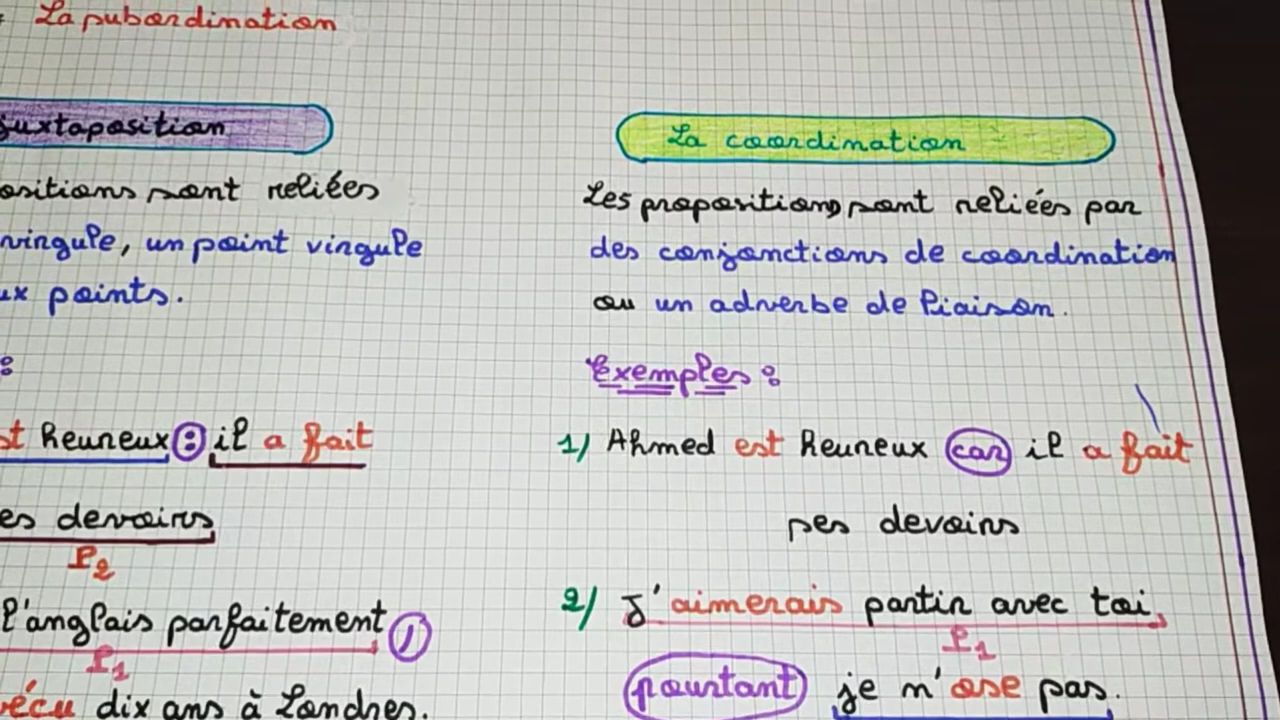 La subordination
juxtaposition
ositions sont reliées
virgule, un point virgule
ux points.
:
st heureux : il a fait
es devoirs
P2
l'anglais parfaitement ,
P1
vécu dix ans à Londres.
La coordination
Les propositions sont reliées par
des conjonctions de coordination
ou un adverbe de liaison.
Exemples :
1/ Ahmed est heureux car il a fait
ses devoirs
2/ J'aimerais partir avec toi,
P1
pourtant je m'ose pas.